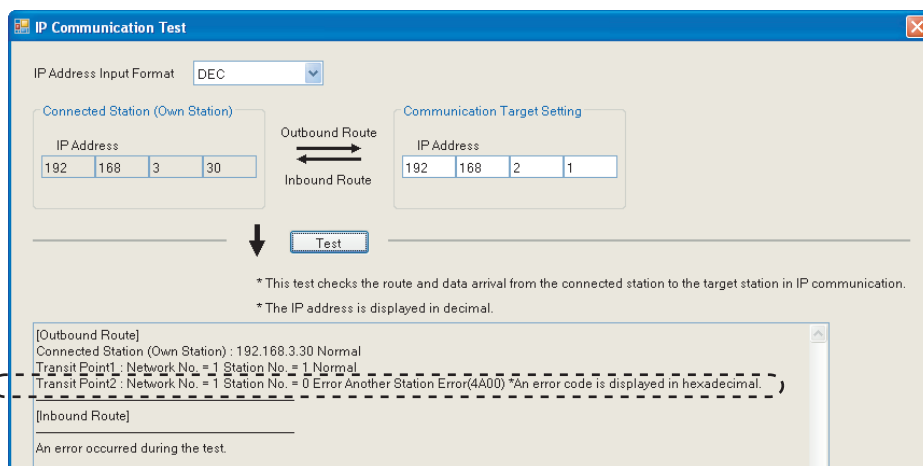 IP Communication Test
IP Address Input Format DEC
Connected Station (Own Station)
IP Address
192 168 3 30
Outbound Route
Inbound Route
Communication Target Setting
IP Address
192 168 2 1
Test
* This test checks the route and data arrival from the connected station to the target station in IP communication.
* The IP address is displayed in decimal.
[Outbound Route]
Connected Station (Own Station) : 192.168.3.30 Normal
Transit Point1 : Network No. = 1 Station No. = 1 Normal
Transit Point2 : Network No. = 1 Station No. = 0 Error Another Station Error(4A00) *An error code is displayed in hexadecimal.
[Inbound Route]
An error occurred during the test.